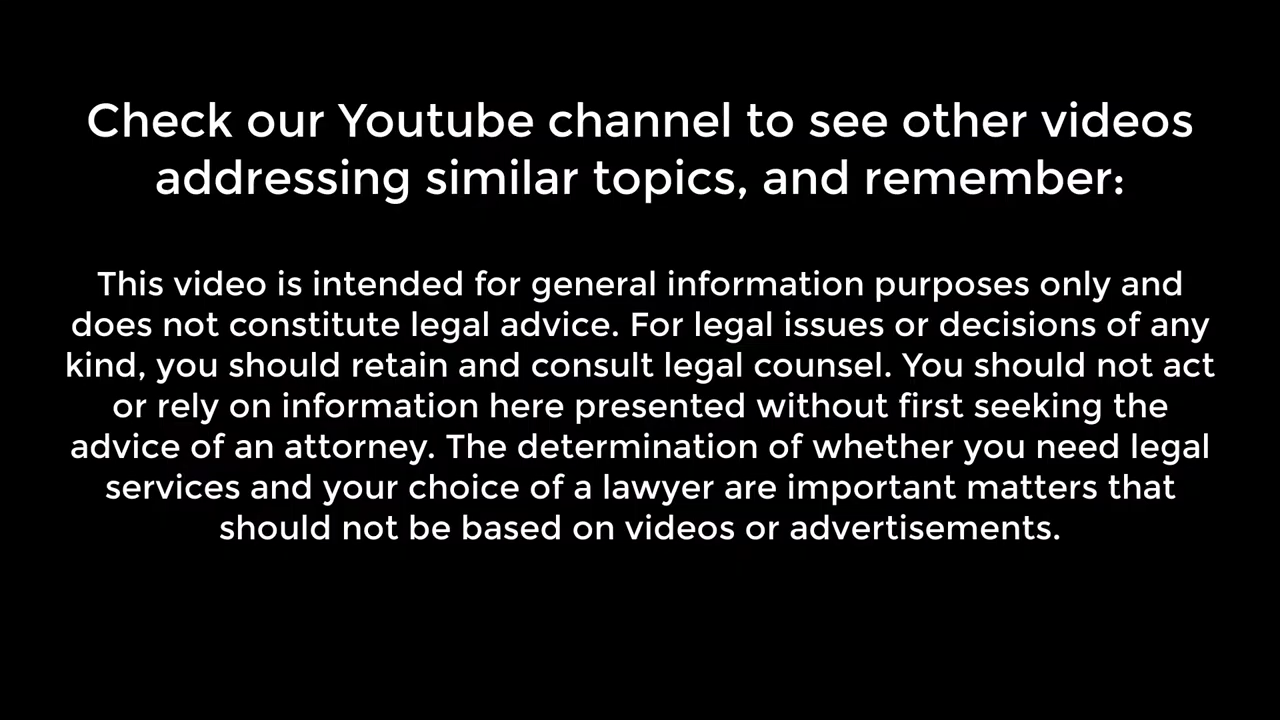 Check our Youtube channel to see other videos
addressing similar topics, and remember:
This video is intended for general information purposes only and
does not constitute legal advice. For legal issues or decisions of any
kind, you should retain and consult legal counsel. You should not act
or rely on information here presented without first seeking the
advice of an attorney. The determination of whether you need legal
services and your choice of a lawyer are important matters that
should not be based on videos or advertisements.